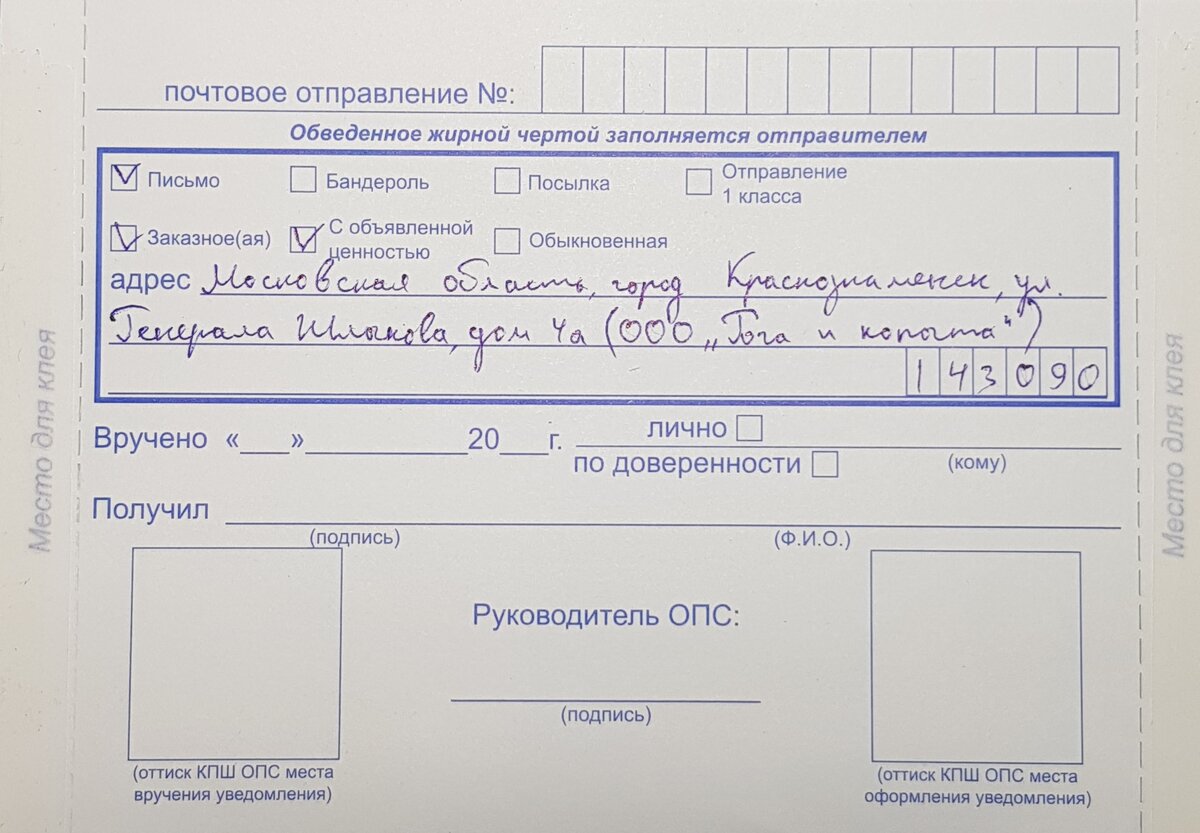 почтовое отправление №:
Обведенное жирной чертой заполняется отправителем
Письмо Бандероль Посылка Отправление 1 класса
Заказное(ая) С объявленной ценностью Обыкновенная
адрес Московская область, город Краснознаменск, ул.
Генерала Шлыкова, дом 4а (ООО „Гога и копыта“)
143090
Вручено «___»__________20___г. лично
по доверенности (кому)
Получил
(подпись) (Ф.И.О.)
Руководитель ОПС:
(подпись)
(оттиск КПШ ОПС места вручения уведомления)
(оттиск КПШ ОПС места оформления уведомления)
Место для клея
Место для клея